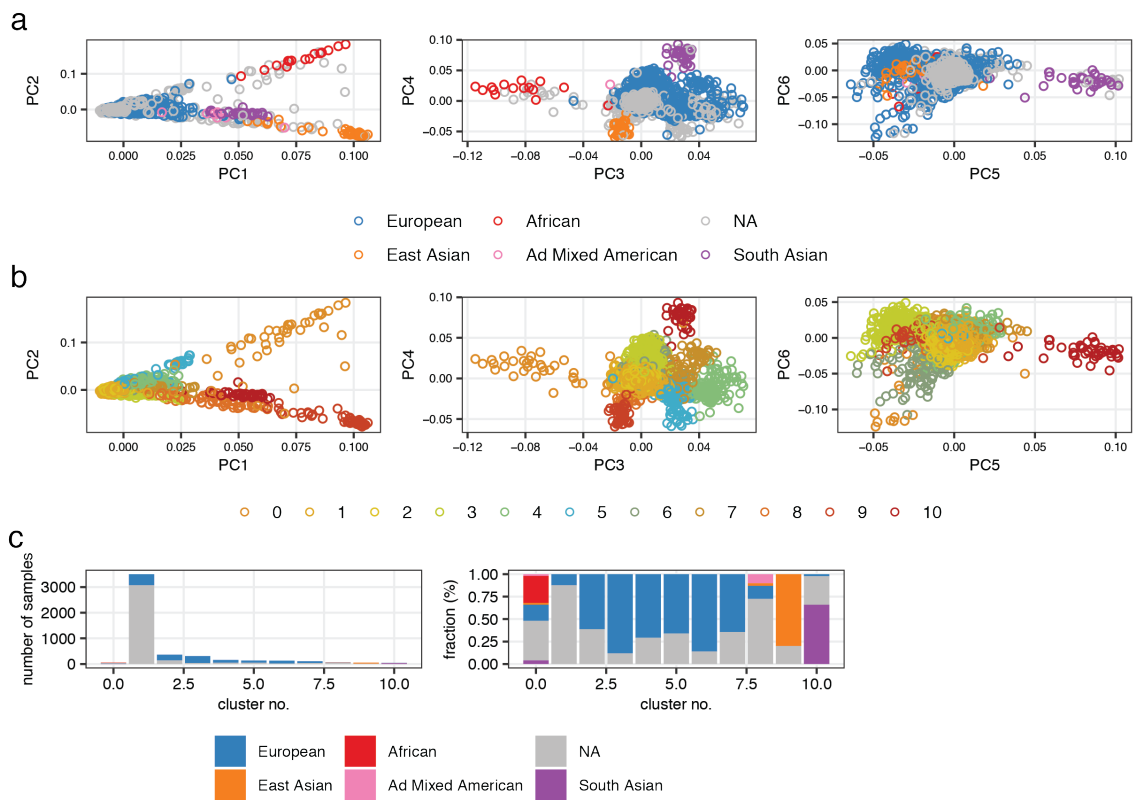 a
PC2
0.1
0.0
0.000 0.025 0.050 0.075 0.100
PC1
PC4
0.10
0.05
0.00
−0.05
−0.12 −0.08 −0.04 0.00 0.04
PC3
PC6
0.05
0.00
−0.05
−0.10
−0.05 0.00 0.05 0.10
PC5
European African NA
East Asian Ad Mixed American South Asian
b
PC2
0.1
0.0
0.000 0.025 0.050 0.075 0.100
PC1
PC4
0.10
0.05
0.00
−0.05
−0.12 −0.08 −0.04 0.00 0.04
PC3
PC6
0.05
0.00
−0.05
−0.10
−0.05 0.00 0.05 0.10
PC5
0 1 2 3 4 5 6 7 8 9 10
c
number of samples
3000
2000
1000
0
0.0 2.5 5.0 7.5 10.0
cluster no.
fraction (%)
1.00
0.75
0.50
0.25
0.00
0.0 2.5 5.0 7.5 10.0
cluster no.
European African NA
East Asian Ad Mixed American South Asian